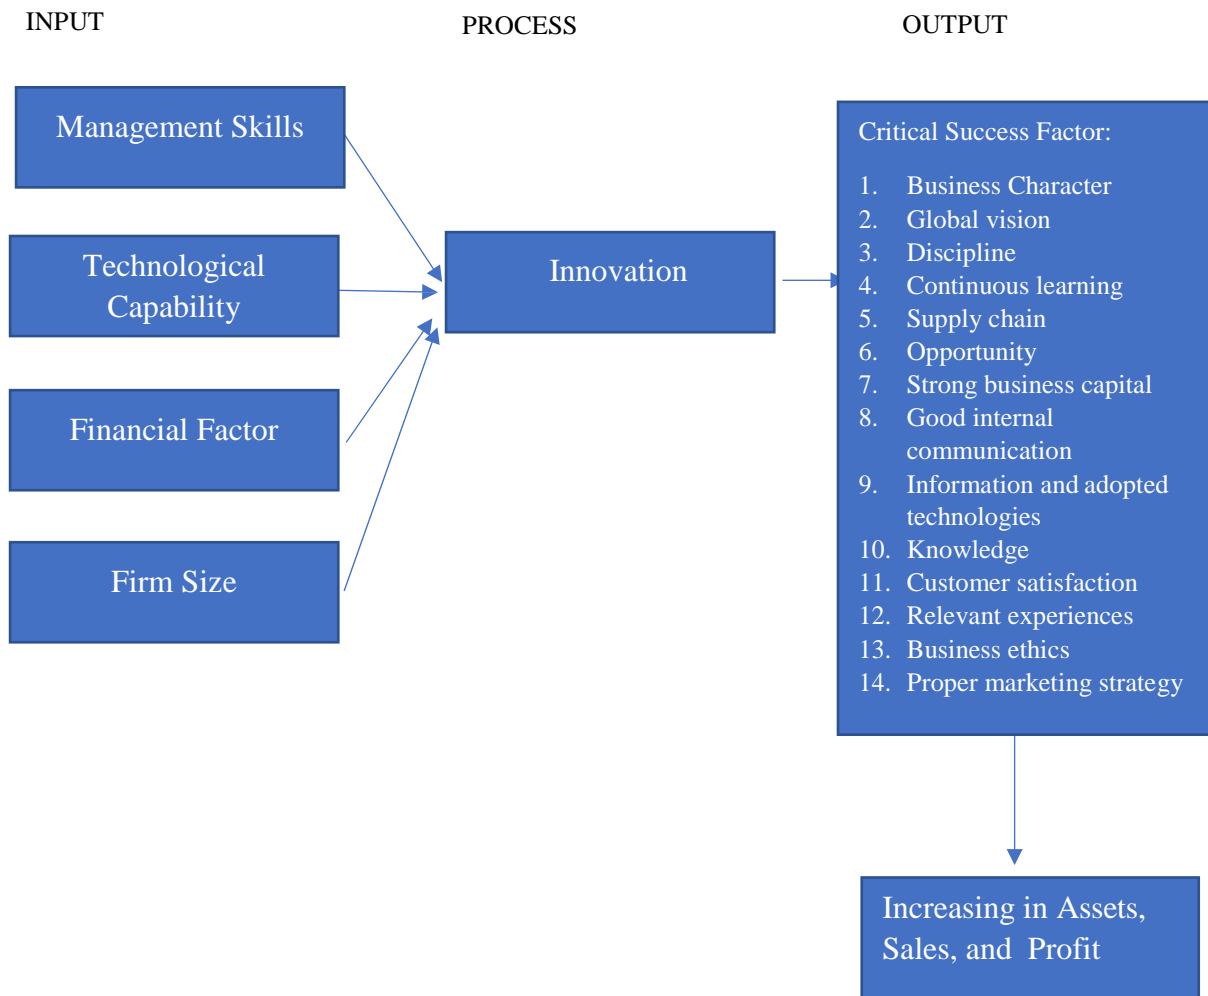 INPUT
PROCESS
OUTPUT
Management Skills
Technological
Capability
Financial Factor
Firm Size
Innovation
Critical Success Factor:
1. Business Character
2. Global vision
3. Discipline
4. Continuous learning
5. Supply chain
6. Opportunity
7. Strong business capital
8. Good internal
communication
9. Information and adopted
technologies
10. Knowledge
11. Customer satisfaction
12. Relevant experiences
13. Business ethics
14. Proper marketing strategy
Increasing in Assets,
Sales, and Profit